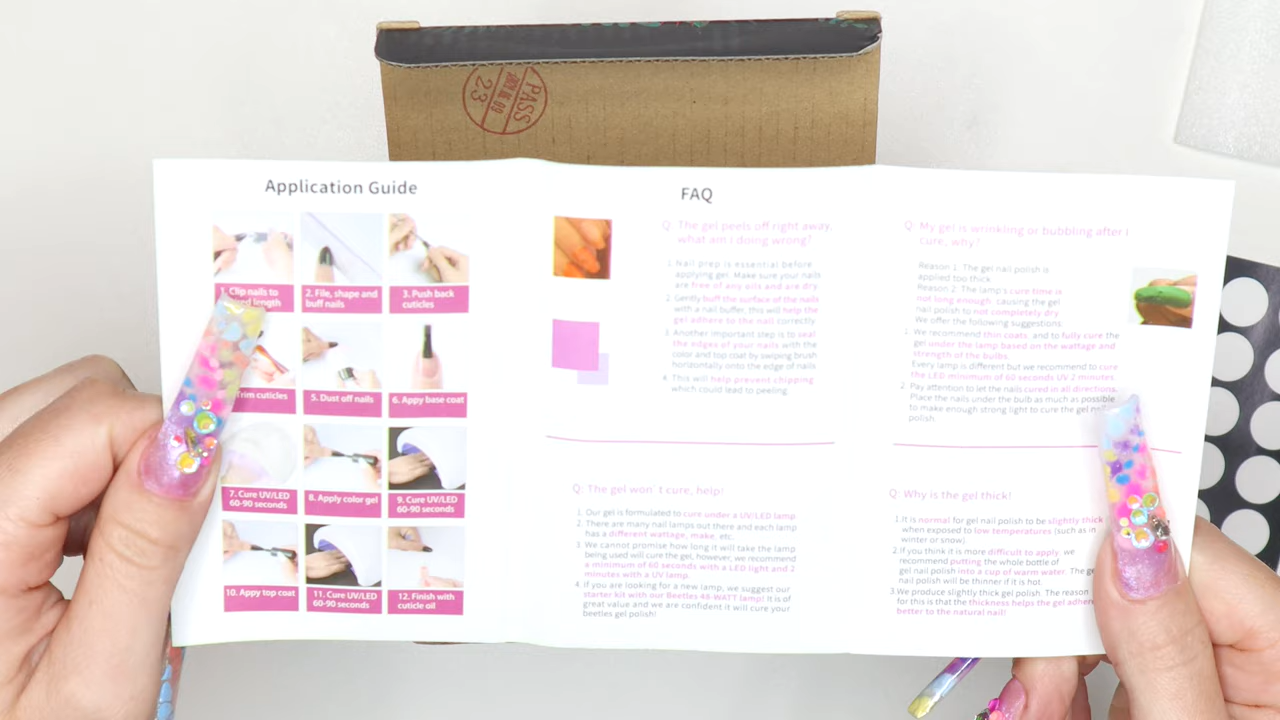 PASS
23
Application Guide
1. Clip nails to
length
2. File, shape and
buff nails
3. Push back
cuticles
cuticles
5. Dust off nails
6. Appy base coat
7. Cure UV/LED
60-90 seconds
8. Apply color gel
9. Cure UV/LED
60-90 seconds
10. Appy top coat
11. Cure UV/LED
60-90 seconds
12. Finish with
cuticle oil
FAQ
Q: The gel peels off right away,
what am i doing wrong?
1. Nail prep is essential before
applying gel. Make sure your nails
are free of any oils and are dry
2. Gently buff the surface of the nails
with a nail buffer, this will help the
gel adhere to the nail correctly
3. Another important step is to seal
the edges of your nails with the
color and top coat by swiping brush
horizontally onto the edge of nails
4. This will help prevent chipping
which could lead to peeling
Q: The gel won't cure, help!
1. Our gel is formulated to cure under a UV/LED lamp
2. There are many nail lamps out there and each lamp
has a different wattage, make, etc.
3. We cannot promise how long it will take the lamp
being used will cure the gel, however, we recommend
a minimum of 60 seconds with a LED light and 2
minutes with a UV lamp.
4. if you are looking for a new lamp, we suggest our
starter kit with our Beetles 48-WATT lamp! It is of
great value and we are confident it will cure your
beetles gel polish!
Q: My gel is wrinkling or bubbling after I
cure, why?
Reason 1: The gel nail polish is
applied too thick.
Reason 2: The lamp's cure time is
not long enough, causing the gel
nail polish to not completely dry
We offer the following suggestions:
1. We recommend thin coats, and to fully cure the
gel under the lamp based on the wattage and
strength of the bulbs.
Every lamp is different but we recommend to cure
the LED minimum of 60 seconds UV 2 minutes
2. Pay attention to let the nails cured in all directions.
Place the nails under the bulb as much as possible
to make enough strong light to cure the gel
polish.
Q: Why is the gel thick!
1. It is normal for gel nail polish to be slightly thick
when exposed to low temperatures (such as in
winter or snow)
2. If you think it is more difficult to apply, we
recommend putting the whole bottle of
gel nail polish into a cup of warm water. The
nail polish will be thinner if it is hot.
3. We produce slightly thick gel polish. The reason
for this is that the thickness helps the gel adhere
better to the natural nail!